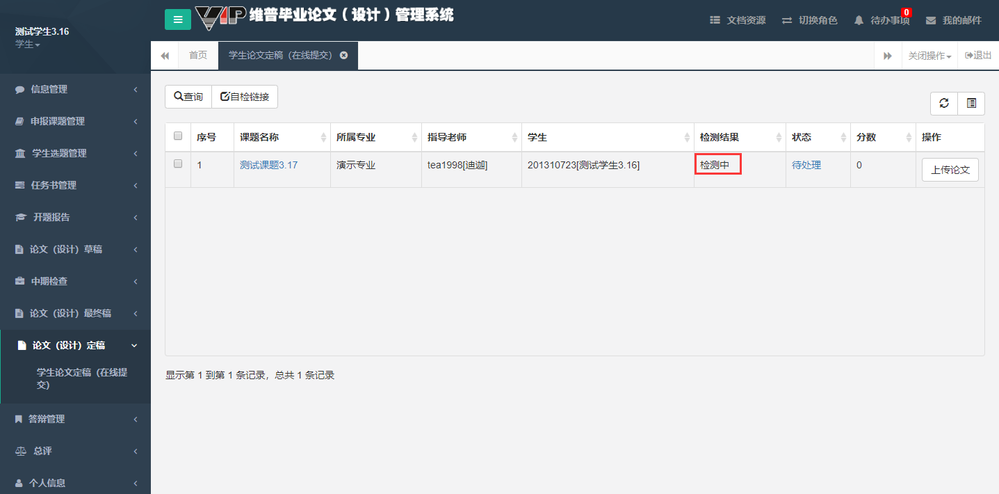 测试学生3.16
学生
VIP 维普毕业论文（设计）管理系统
文档资源 切换角色 待办事项 0 我的邮件
首页 学生论文定稿（在线提交） 关闭操作 退出
信息管理
申报课题管理
学生选题管理
任务书管理
开题报告
论文（设计）草稿
中期检查
论文（设计）最终稿
论文（设计）定稿
学生论文定稿（在线提
交）
答辩管理
总评
个人信息
查询 自检链接
序号 课题名称 所属专业 指导老师 学生 检测结果 状态 分数 操作
1 测试课题3.17 演示专业 tea1998[迪迦] 201310723[测试学生3.16] 检测中 待处理 0 上传论文
显示第 1 到第 1 条记录，总共 1 条记录